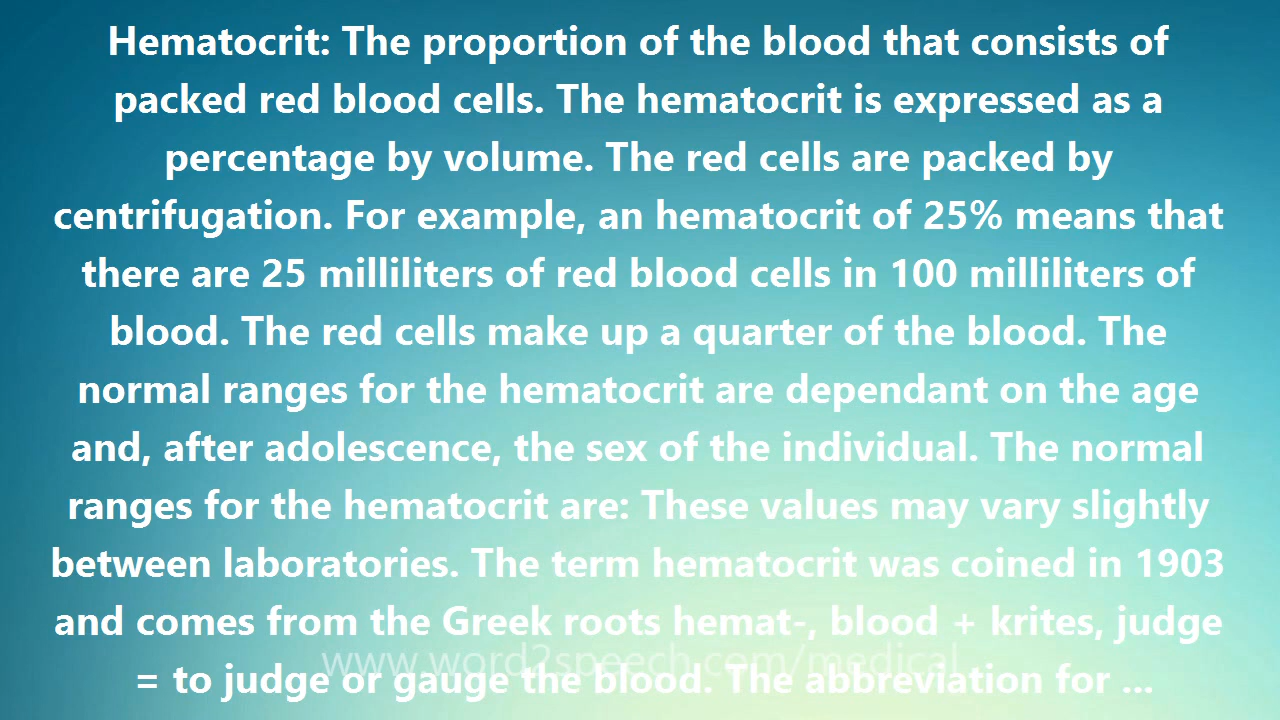 Hematocrit: The proportion of the blood that consists of
packed red blood cells. The hematocrit is expressed as a
percentage by volume. The red cells are packed by
centrifugation. For example, an hematocrit of 25% means that
there are 25 milliliters of red blood cells in 100 milliliters of
blood. The red cells make up a quarter of the blood. The
normal ranges for the hematocrit are dependant on the age
and, after adolescence, the sex of the individual. The normal
ranges for the hematocrit are: These values may vary slightly
between laboratories. The term hematocrit was coined in 1903
and comes from the Greek roots hemat-, blood + krites, judge
www.word2speech.com/medical
= to judge or gauge the blood. The abbreviation for ...